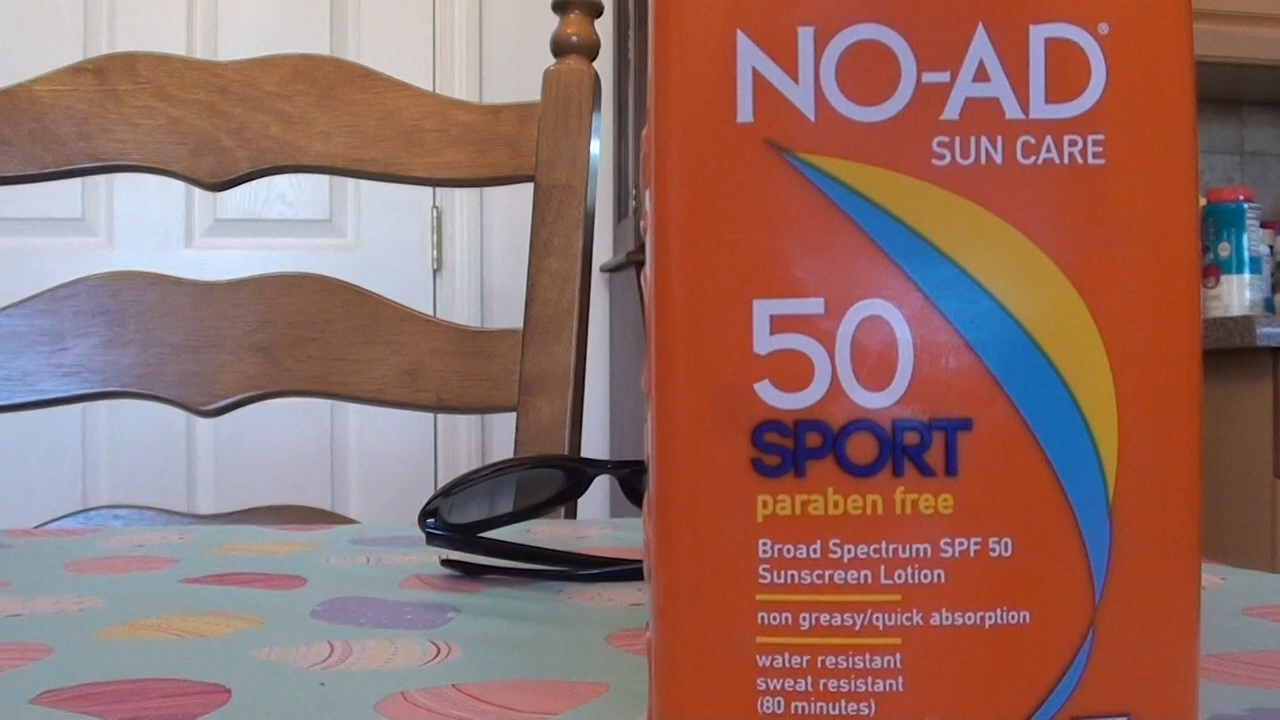 NO-AD®
SUN CARE
50
SPORT
paraben free
Broad Spectrum SPF 50
Sunscreen Lotion
non greasy/quick absorption
water resistant
sweat resistant
(80 minutes)